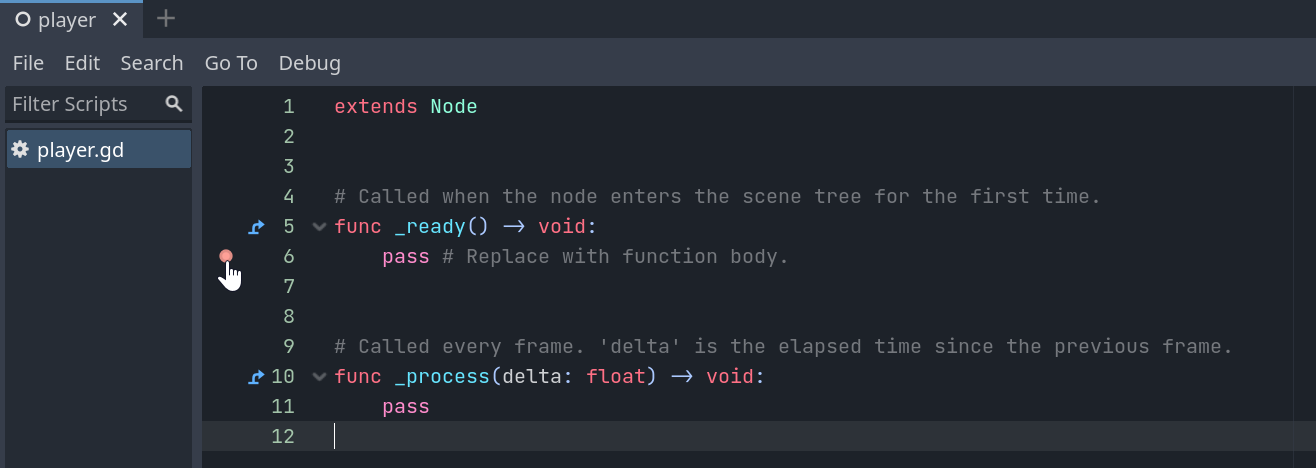 player
File Edit Search Go To Debug
Filter Scripts
player.gd
1 extends Node
2
3
4 # Called when the node enters the scene tree for the first time.
5 func _ready() -> void:
6 pass # Replace with function body.
7
8
9 # Called every frame. 'delta' is the elapsed time since the previous frame.
10 func _process(delta: float) -> void:
11 pass
12